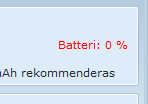 Batteri: 0 %
rekommenderas